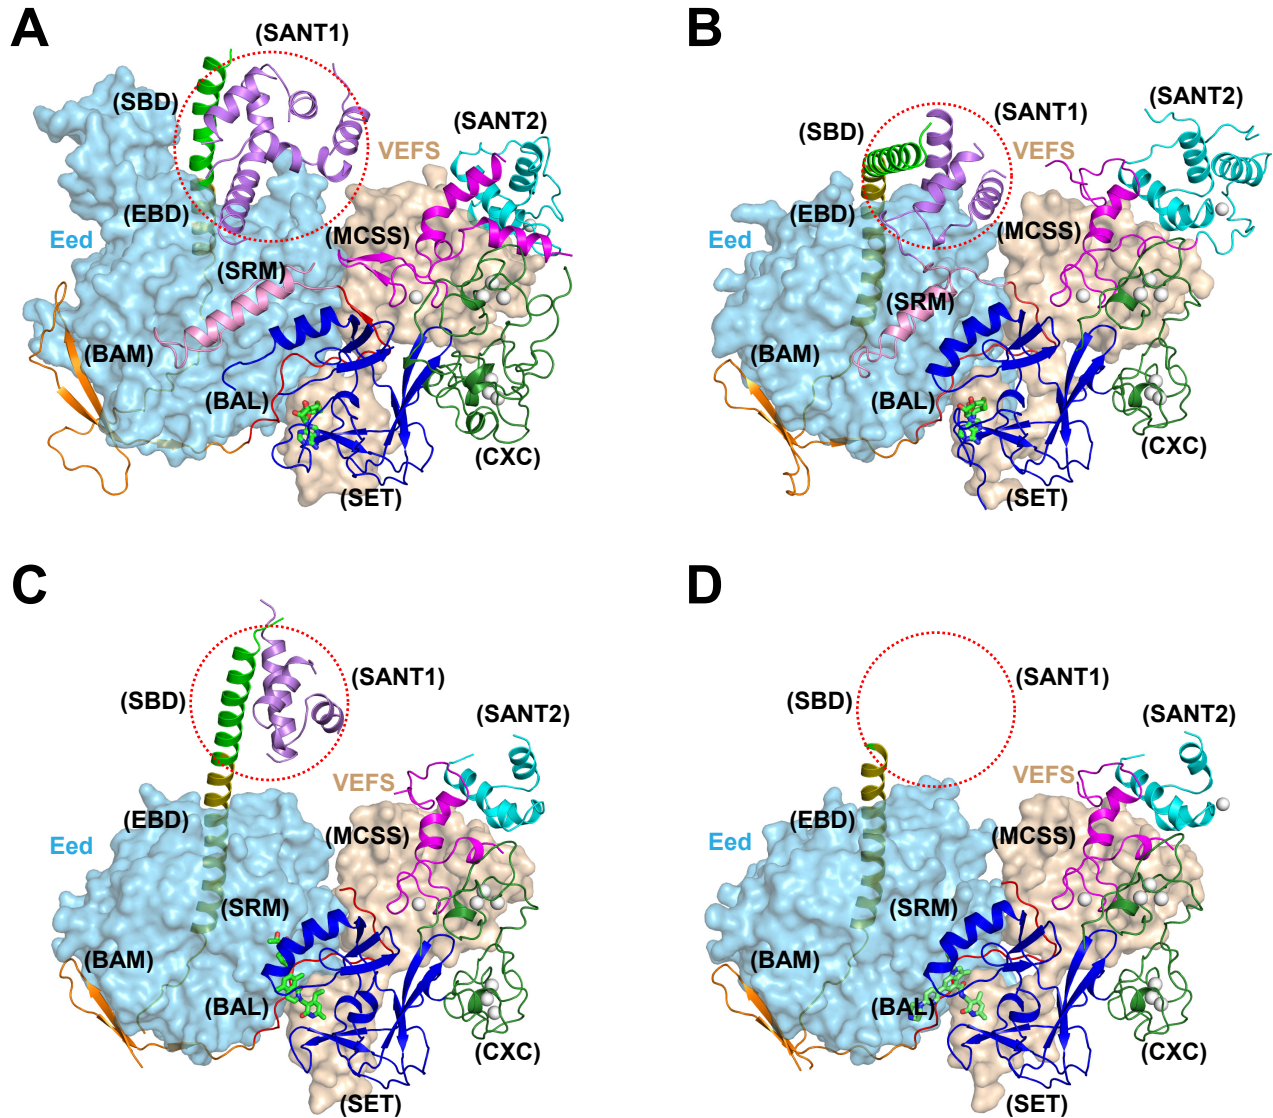 A
(SANT1)
(SBD)
(SANT2)
VEFS
(EBD)
Eed
(MCSS)
(SRM)
(BAM)
(BAL)
(CXC)
(SET)
B
(SANT2)
(SANT1)
(SBD)
VEFS
(EBD)
Eed
(MCSS)
(SRM)
(BAM)
(BAL)
(CXC)
(SET)
C
(SANT1)
(SBD)
(SANT2)
VEFS
(EBD)
Eed
(MCSS)
(SRM)
(BAM)
(BAL)
(CXC)
(SET)
D
(SANT1)
(SBD)
(SANT2)
VEFS
(EBD)
Eed
(MCSS)
(SRM)
(BAM)
(BAL)
(CXC)
(SET)